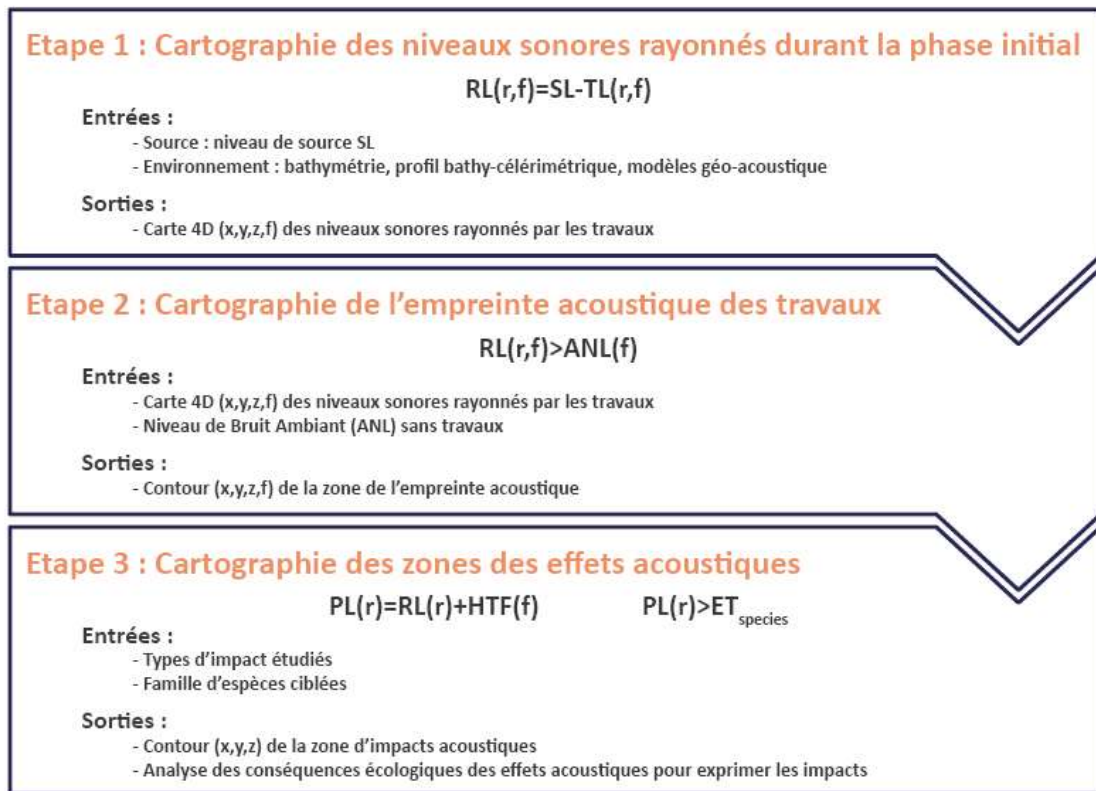 Etape 1 : Cartographie des niveaux sonores rayonnés durant la phase initial
RL(r,f)=SL-TL(r,f)
Entrées :
- Source : niveau de source SL
- Environnement : bathymétrie, profil bathy-célérimétrique, modèles géo-acoustique
Sorties :
- Carte 4D (x,y,z,f) des niveaux sonores rayonnés par les travaux
Etape 2 : Cartographie de l’empreinte acoustique des travaux
RL(r,f)>ANL(f)
Entrées :
- Carte 4D (x,y,z,f) des niveaux sonores rayonnés par les travaux
- Niveau de Bruit Ambiant (ANL) sans travaux
Sorties :
- Contour (x,y,z,f) de la zone de l’empreinte acoustique
Etape 3 : Cartographie des zones des effets acoustiques
PL(r)=RL(r)+HTF(f) PL(r)>ETspecies
Entrées :
- Types d’impact étudiés
- Famille d’espèces ciblées
Sorties :
- Contour (x,y,z) de la zone d’impacts acoustiques
- Analyse des conséquences écologiques des effets acoustiques pour exprimer les impacts